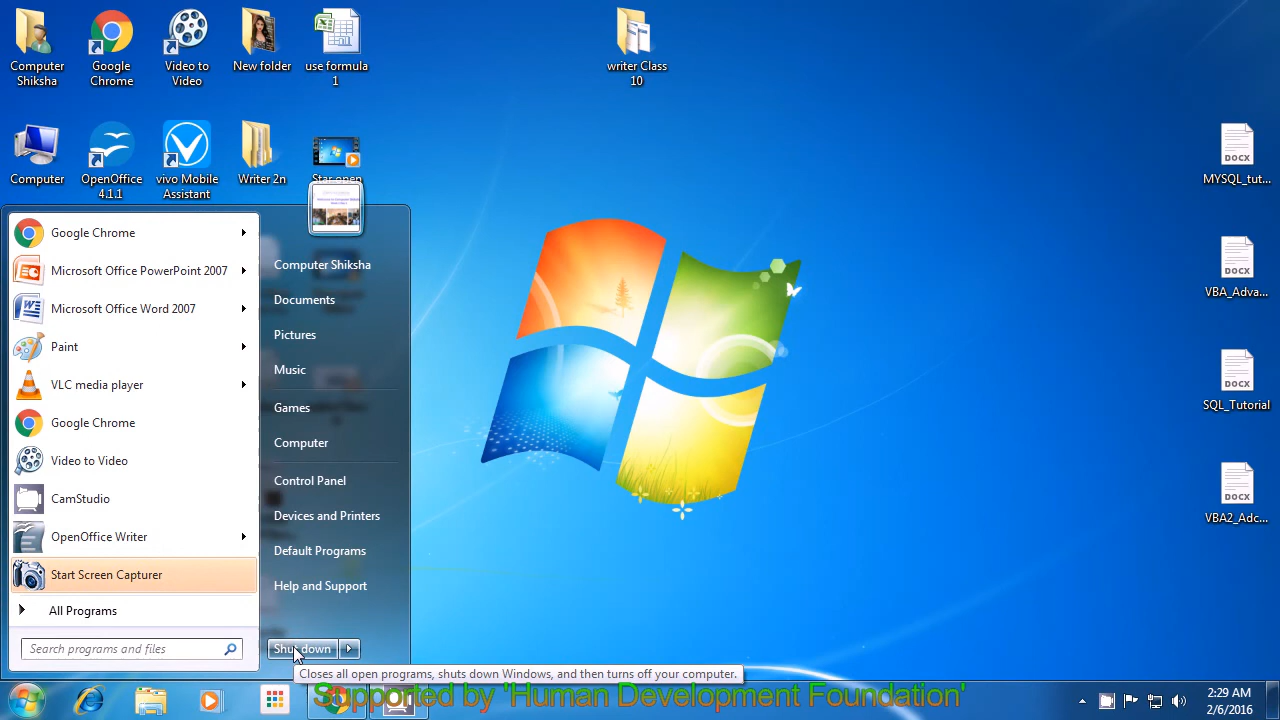 Computer
Shiksha
Google
Chrome
Video to
Video
New folder
use formula
1
writer Class
10
Computer
OpenOffice
4.1.1
vivo Mobile
Assistant
Writer 2n
Star open
DOCX
MYSQL_tut...
DOCX
VBA_Adva...
DOCX
SQL_Tutorial
DOCX
VBA2_Adc...
Google Chrome
Microsoft Office PowerPoint 2007
Microsoft Office Word 2007
Paint
VLC media player
Google Chrome
Video to Video
CamStudio
OpenOffice Writer
Start Screen Capturer
All Programs
Search programs and files
Computer Shiksha
Documents
Pictures
Music
Games
Computer
Control Panel
Devices and Printers
Default Programs
Help and Support
Shut down
Closes all open programs, shuts down Windows, and then turns off your computer.
Supported by 'Human Development Foundation'
2:29 AM
2/6/2016